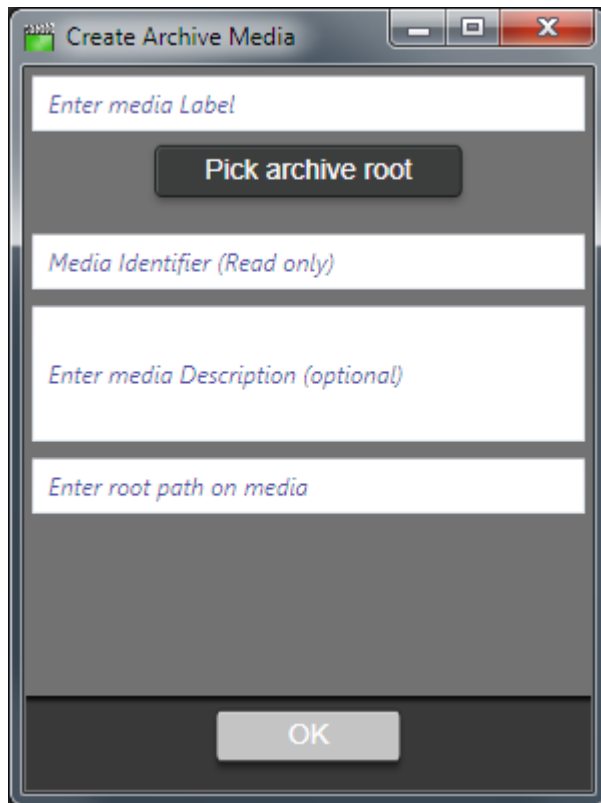 Create Archive Media
Enter media Label
Pick archive root
Media Identifier (Read only)
Enter media Description (optional)
Enter root path on media
OK